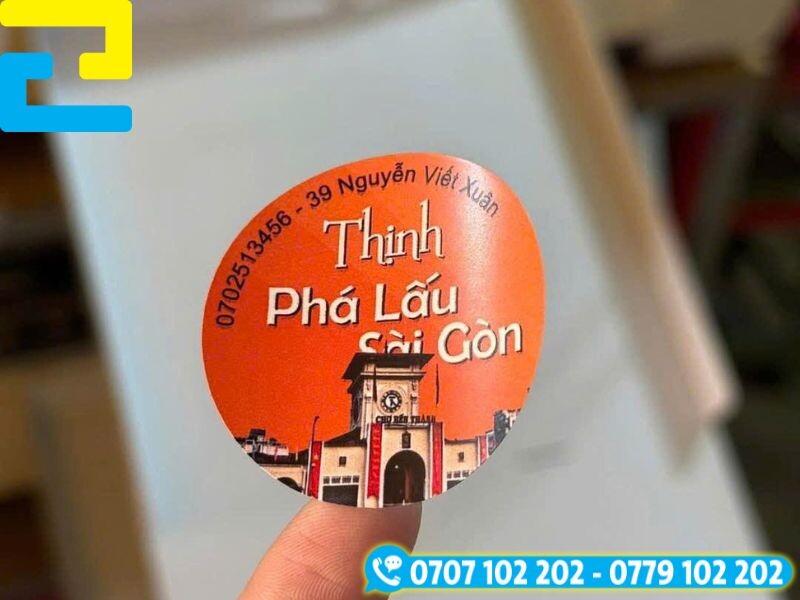 0702513456 - 39 Nguyễn Viết Xuân
Thinh
Phá Lấu
Sài Gòn
CHỢ BẾN THÀNH
0707 102 202 - 0779 102 202